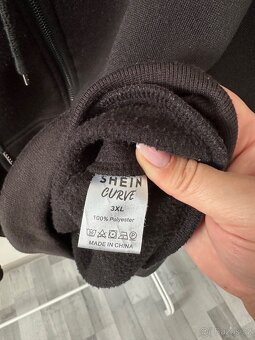 SHEIN
CURVE
3XL
100% Polyester
MADE IN CHINA